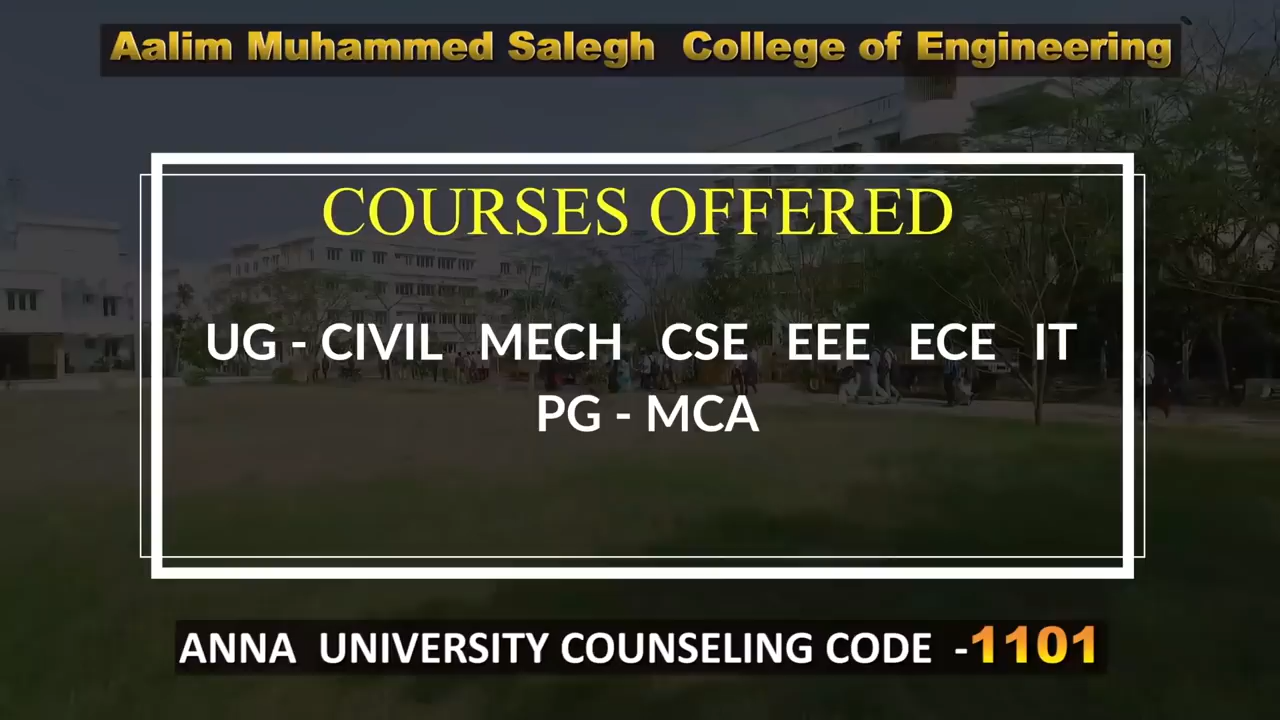 Aalim Muhammed Salegh College of Engineering
COURSES OFFERED
UG - CIVIL MECH CSE EEE ECE IT
PG - MCA
ANNA UNIVERSITY COUNSELING CODE -1101